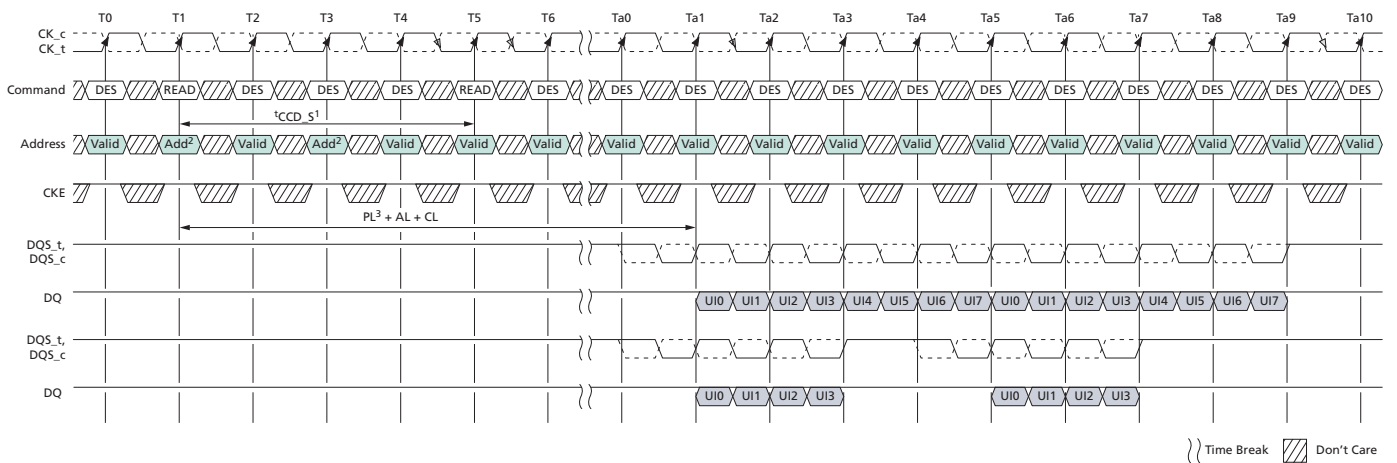 T0 T1 T2 T3 T4 T5 T6 Ta0 Ta1 Ta2 Ta3 Ta4 Ta5 Ta6 Ta7 Ta8 Ta9 Ta10
CK_c
CK_t
Command DES READ DES DES DES READ DES DES DES DES DES DES DES DES DES DES DES DES
tCCD_S1
Address Valid Add2 Valid Add2 Valid Valid Valid Valid Valid Valid Valid Valid Valid Valid Valid Valid Valid Valid
CKE
PL3 + AL + CL
DQS_t,
DQS_c
DQ UI0 UI1 UI2 UI3 UI4 UI5 UI6 UI7 UI0 UI1 UI2 UI3 UI4 UI5 UI6 UI7
DQS_t,
DQS_c
DQ UI0 UI1 UI2 UI3 UI0 UI1 UI2 UI3
Time Break Don't Care